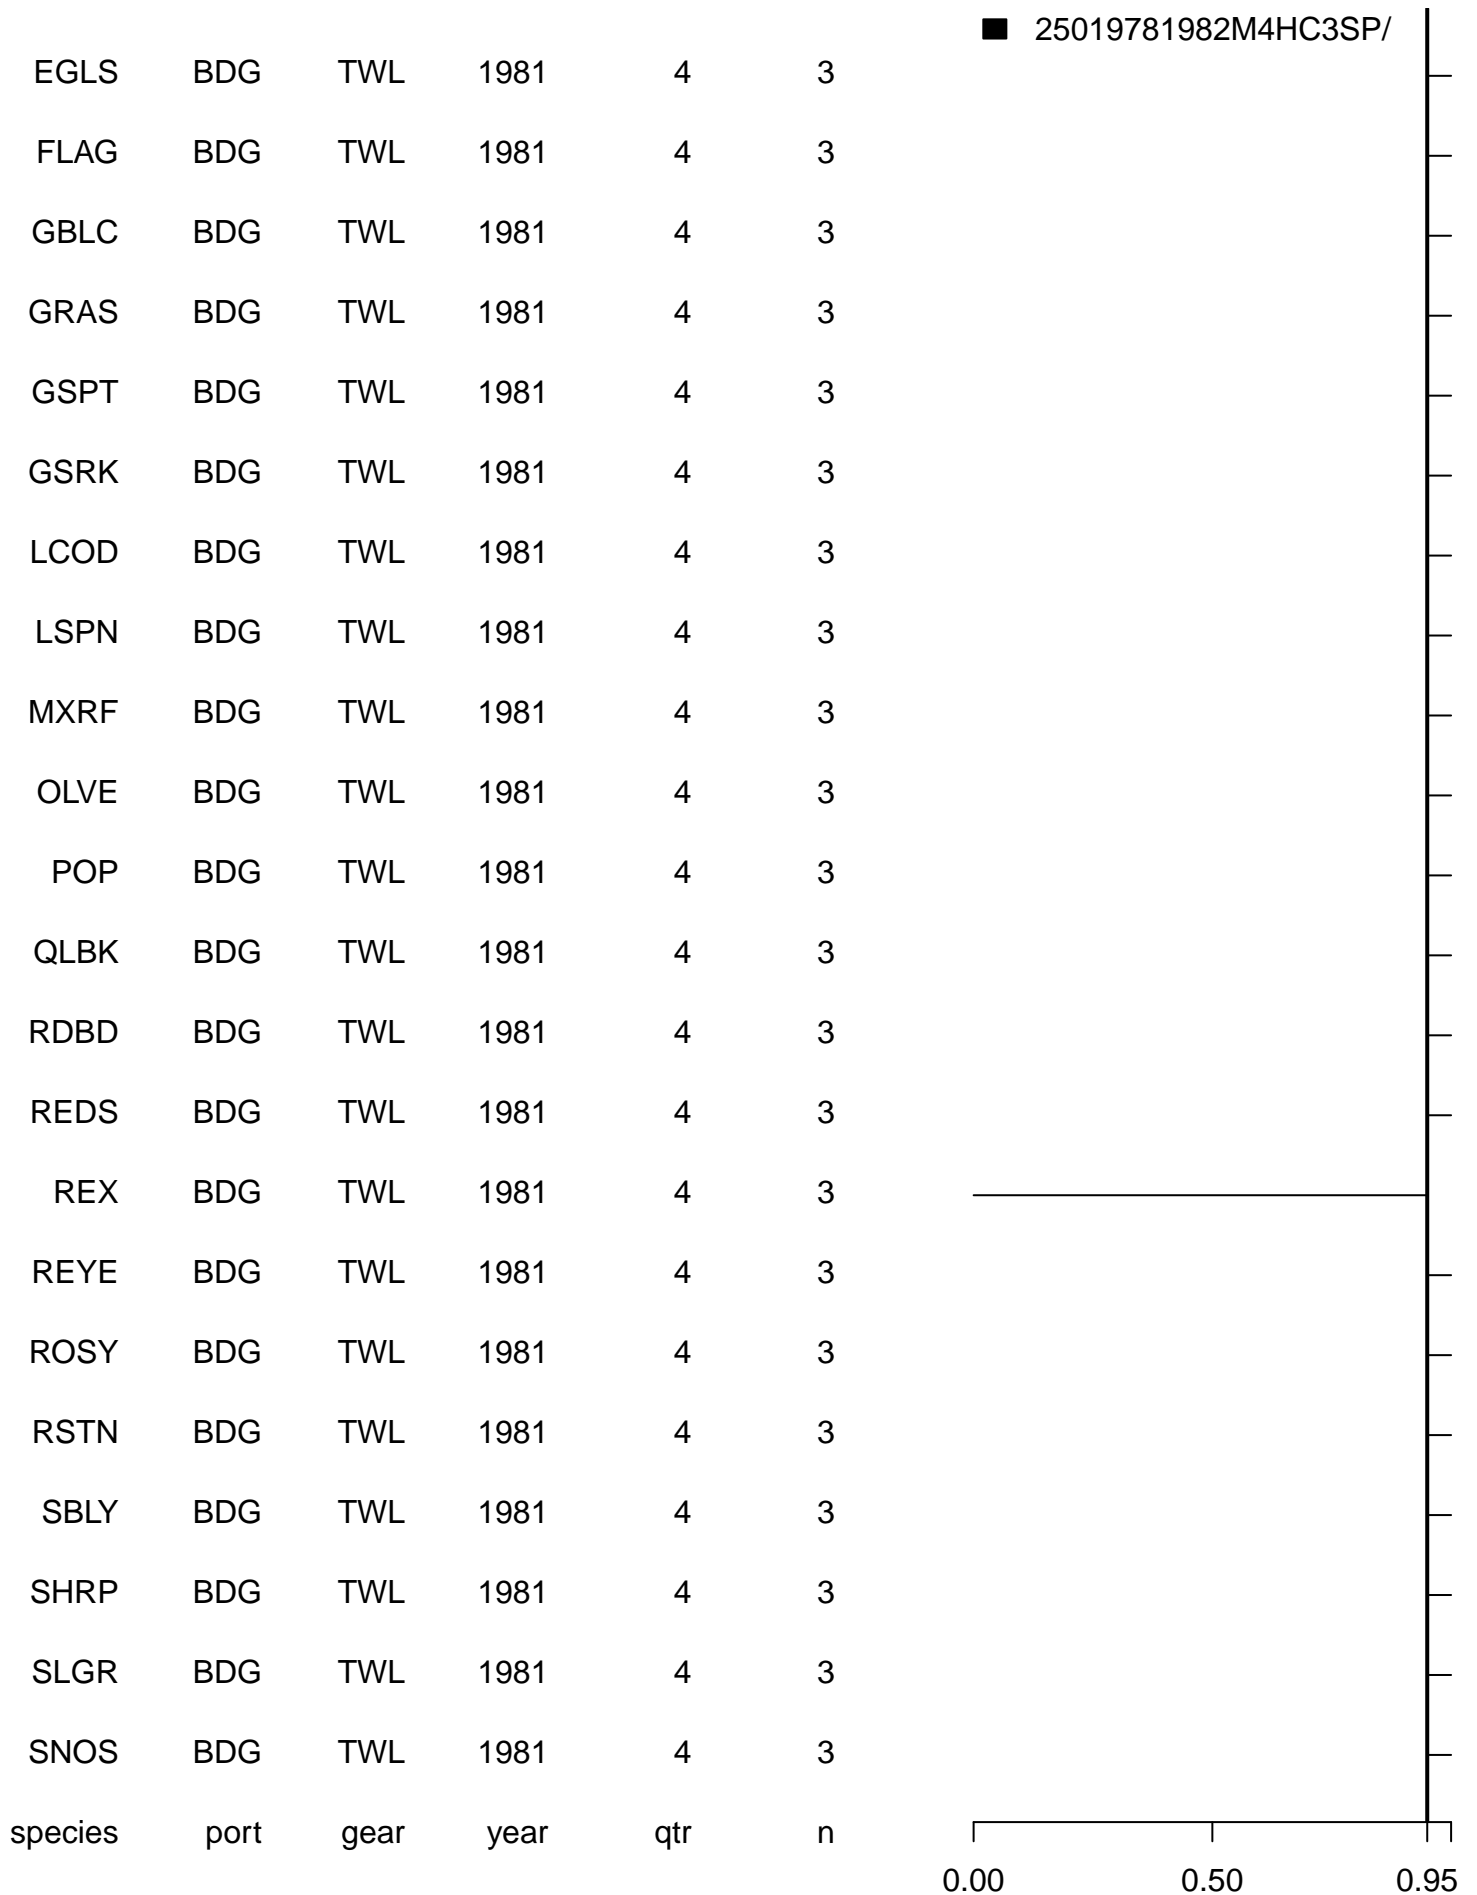 25019781982M4HC3SP/
EGLS BDG TWL 1981 4 3
FLAG BDG TWL 1981 4 3
GBLC BDG TWL 1981 4 3
GRAS BDG TWL 1981 4 3
GSPT BDG TWL 1981 4 3
GSRK BDG TWL 1981 4 3
LCOD BDG TWL 1981 4 3
LSPN BDG TWL 1981 4 3
MXRF BDG TWL 1981 4 3
OLVE BDG TWL 1981 4 3
POP BDG TWL 1981 4 3
QLBK BDG TWL 1981 4 3
RDBD BDG TWL 1981 4 3
REDS BDG TWL 1981 4 3
REX BDG TWL 1981 4 3
REYE BDG TWL 1981 4 3
ROSY BDG TWL 1981 4 3
RSTN BDG TWL 1981 4 3
SBLY BDG TWL 1981 4 3
SHRP BDG TWL 1981 4 3
SLGR BDG TWL 1981 4 3
SNOS BDG TWL 1981 4 3
species port gear year qtr n
0.00 0.50 0.95